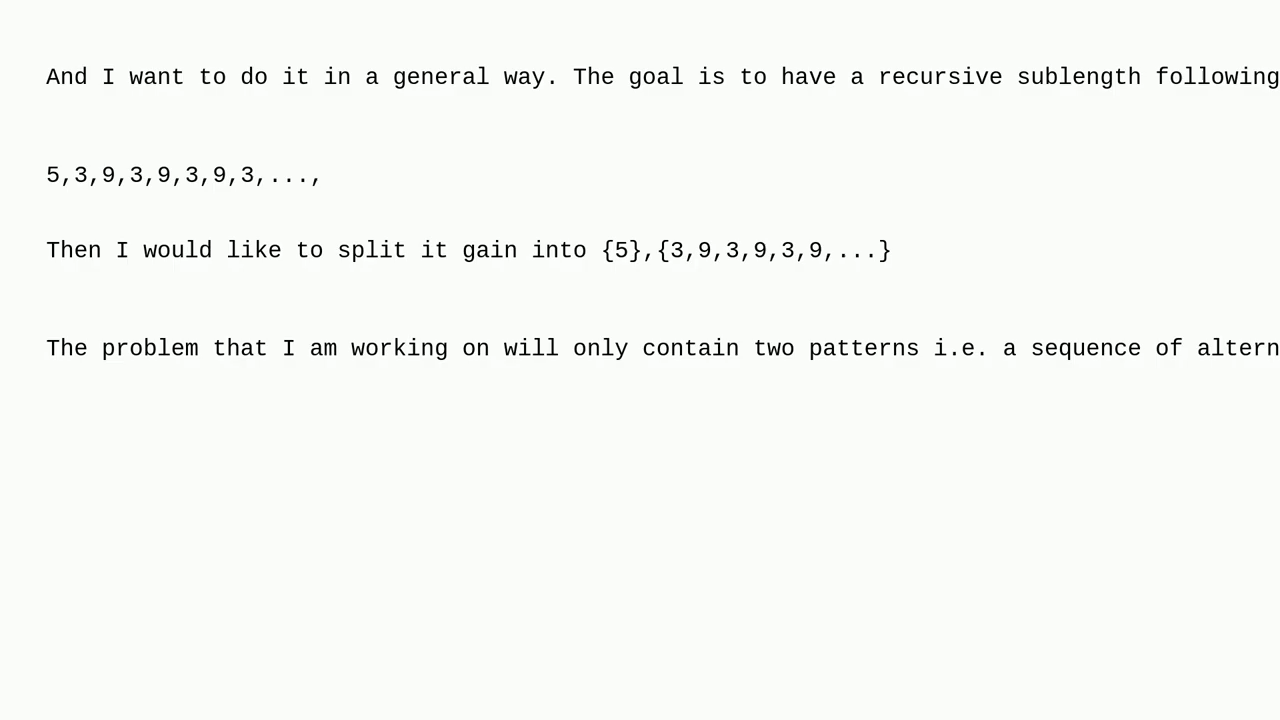 And I want to do it in a general way. The goal is to have a recursive sublength following
5,3,9,3,9,3,9,3,...,
Then I would like to split it gain into {5},{3,9,3,9,3,9,...}
The problem that I am working on will only contain two patterns i.e. a sequence of altern